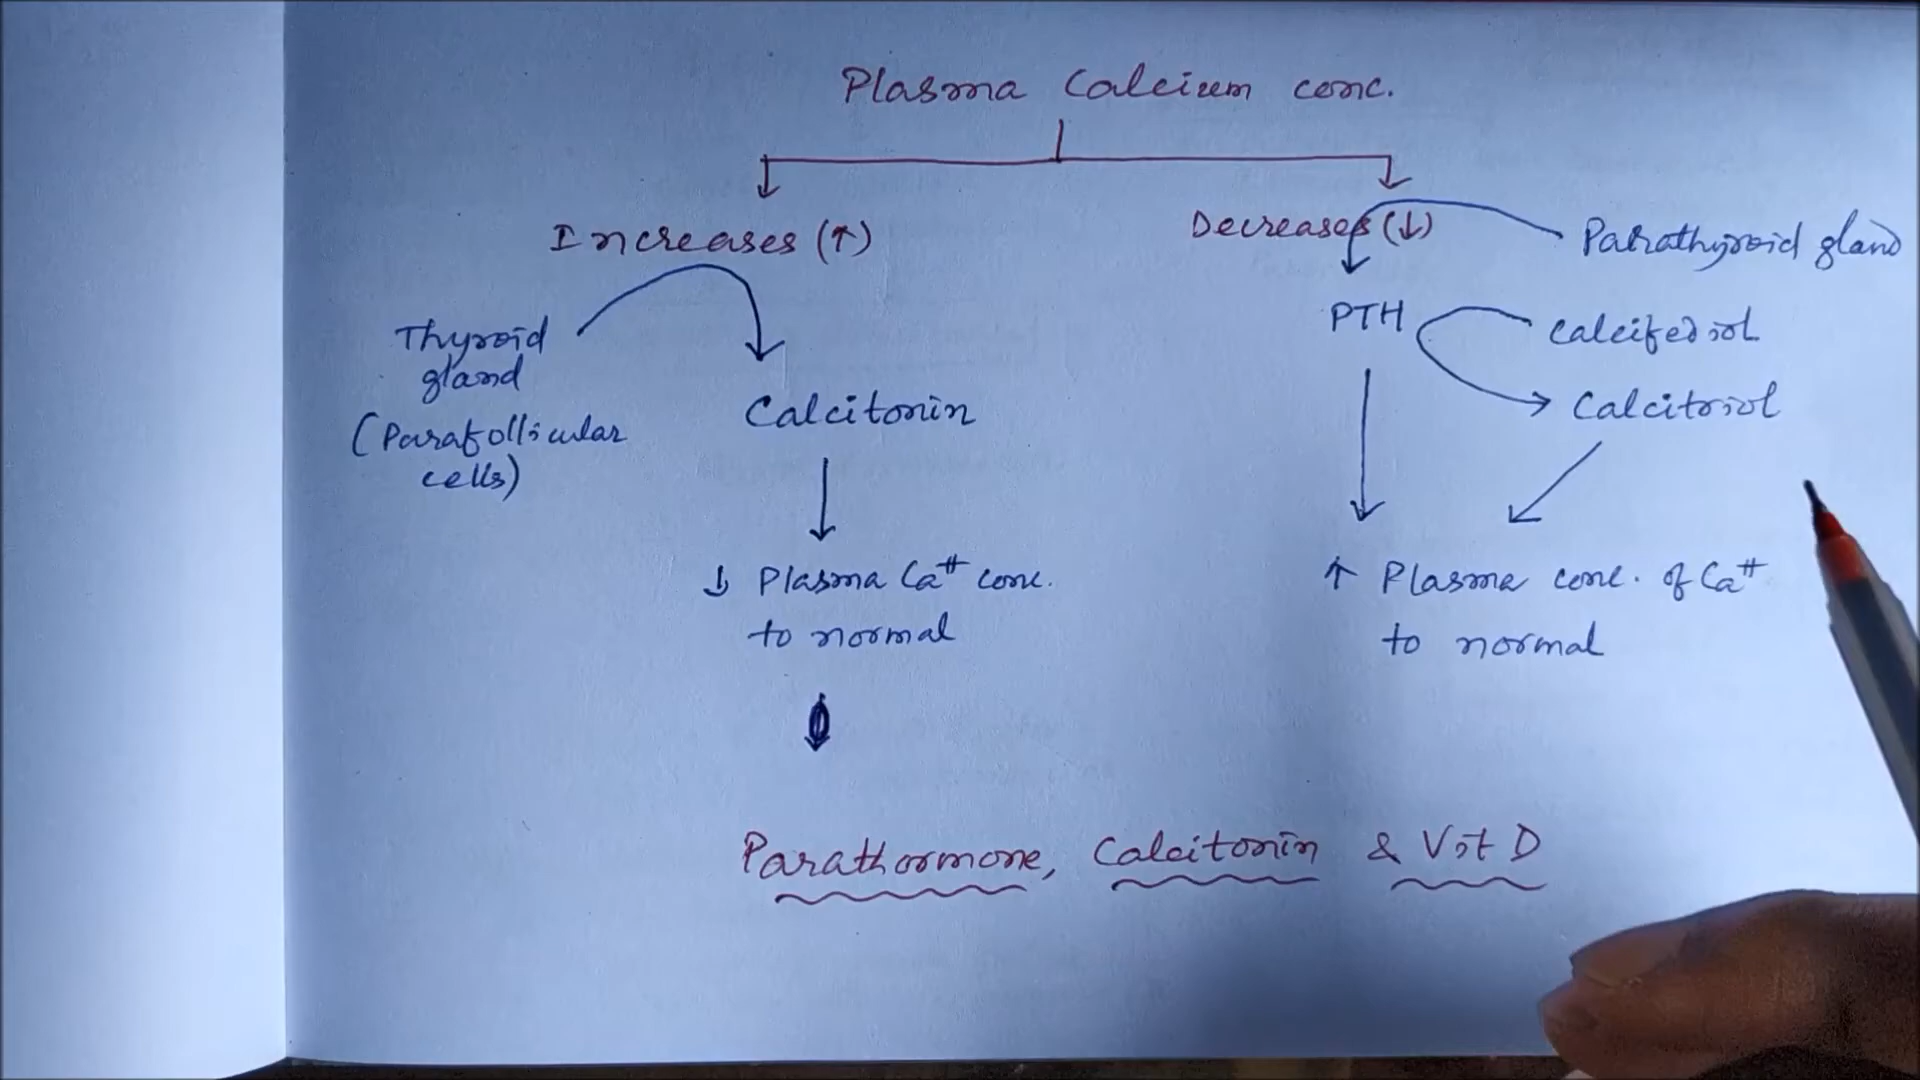 Plasma Calcium conc.
Increases (↑)
Decreases (↓)
Parathyroid gland
Thyroid
gland
(Parafollicular
cells)
Calcitonin
PTH
Calcifediol
Calcitriol
↓ Plasma Ca++ conc.
to normal
↑ Plasma conc. of Ca++
to normal
Parathormone, Calcitonin & Vit D